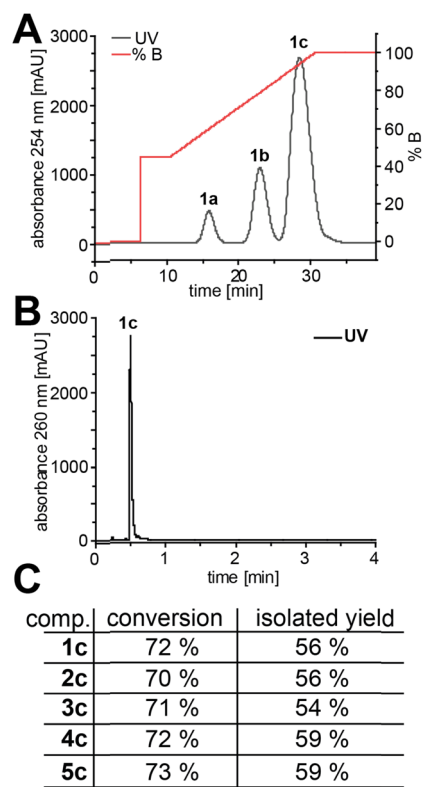 A
UV
% B
1c
1b
1a
absorbance 254 nm [mAU]
3000
2000
1000
0
100
80
60
40
20
0
% B
0 10 20 30
time [min]
B
1c
UV
absorbance 260 nm [mAU]
3000
2000
1000
0
0 1 2 3 4
time [min]
C
comp. conversion isolated yield
1c 72 % 56 %
2c 70 % 56 %
3c 71 % 54 %
4c 72 % 59 %
5c 73 % 59 %